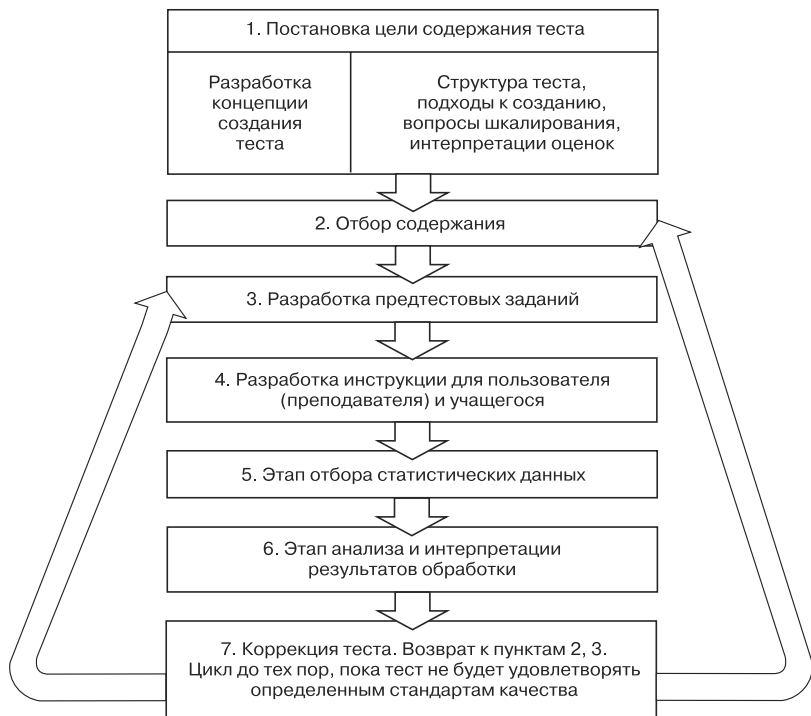 1. Постановка цели содержания теста
Разработка
концепции
создания
теста
Структура теста,
подходы к созданию,
вопросы шкалирования,
интерпретации оценок
2. Отбор содержания
3. Разработка предтестовых заданий
4. Разработка инструкции для пользователя
(преподавателя) и учащегося
5. Этап отбора статистических данных
6. Этап анализа и интерпретации
результатов обработки
7. Коррекция теста. Возврат к пунктам 2, 3.
Цикл до тех пор, пока тест не будет удовлетворять
определенным стандартам качества